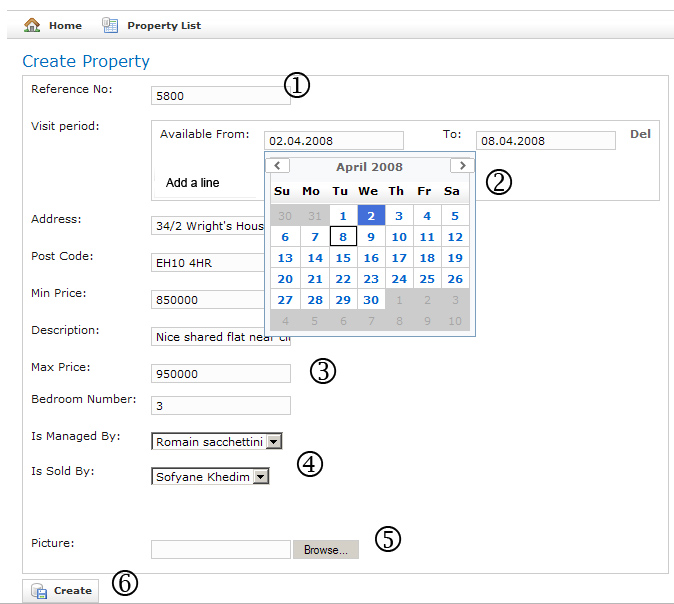 Home Property List
Create Property
Reference No: 5800 ①
Visit period: Available From: 02.04.2008 To: 08.04.2008 Del
< April 2008 >
Add a line ②
Su Mo Tu We Th Fr Sa
30 31 1 2 3 4 5
6 7 8 9 10 11 12
13 14 15 16 17 18 19
20 21 22 23 24 25 26
27 28 29 30 1 2 3
4 5 6 7 8 9 10
Address: 34/2 Wright's Hous
Post Code: EH10 4HR
Min Price: 850000
Description: Nice shared flat near
Max Price: 950000 ③
Bedroom Number: 3
Is Managed By: Romain sacchettini
④
Is Sold By: Sofyane Khedim
Picture: Browse... ⑤
Create ⑥